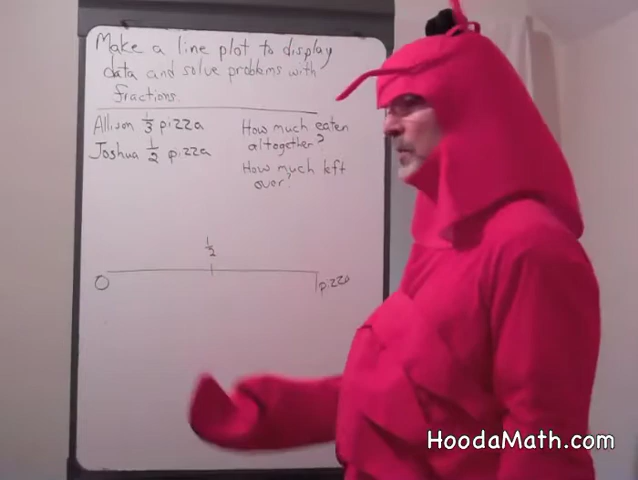 Make a line plot to display
data and solve problems with
fractions.
Allison 1/3 pizza
Joshua 1/2 pizza
How much eaten
altogether?
How much left
over?
1/2
0
pizza
HoodaMath.com